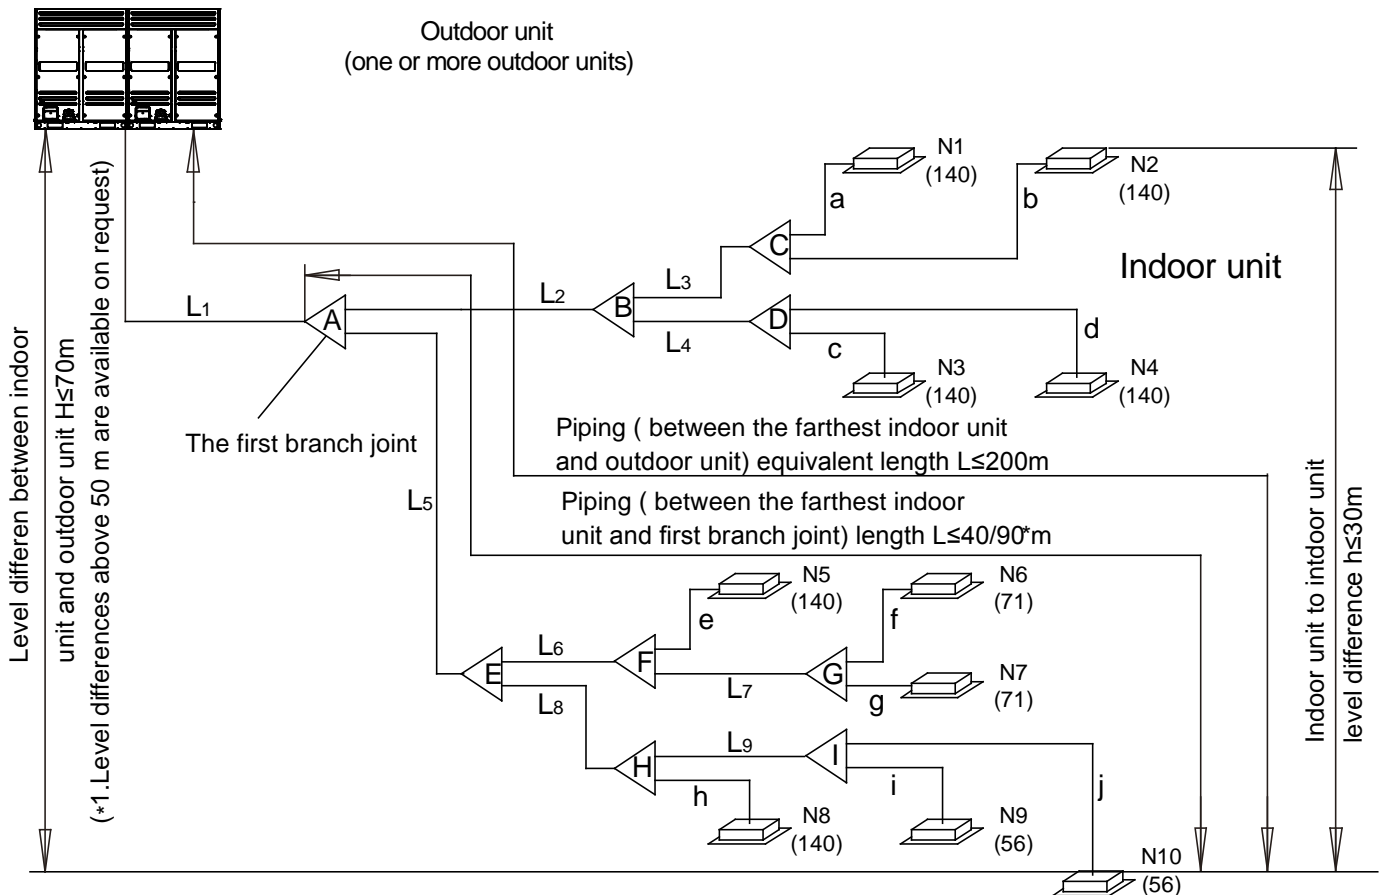 Outdoor unit
(one or more outdoor units)
Level differen between indoor
unit and outdoor unit H≤70m
(*1.Level differences above 50 m are available on request)
N1
(140)
N2
(140)
a
b
C
Indoor unit
L1
A
L2
B
L3
L4
D
c
d
N3
(140)
N4
(140)
The first branch joint
Piping ( between the farthest indoor unit
and outdoor unit) equivalent length L≤200m
Piping ( between the farthest indoor
unit and first branch joint) length L≤40/90*m
Indoor unit to intdoor unit
level difference h≤30m
L5
N5
(140)
N6
(71)
e
f
E
L6
F
L7
G
g
N7
(71)
L8
H
L9
I
h
i
j
N8
(140)
N9
(56)
N10
(56)